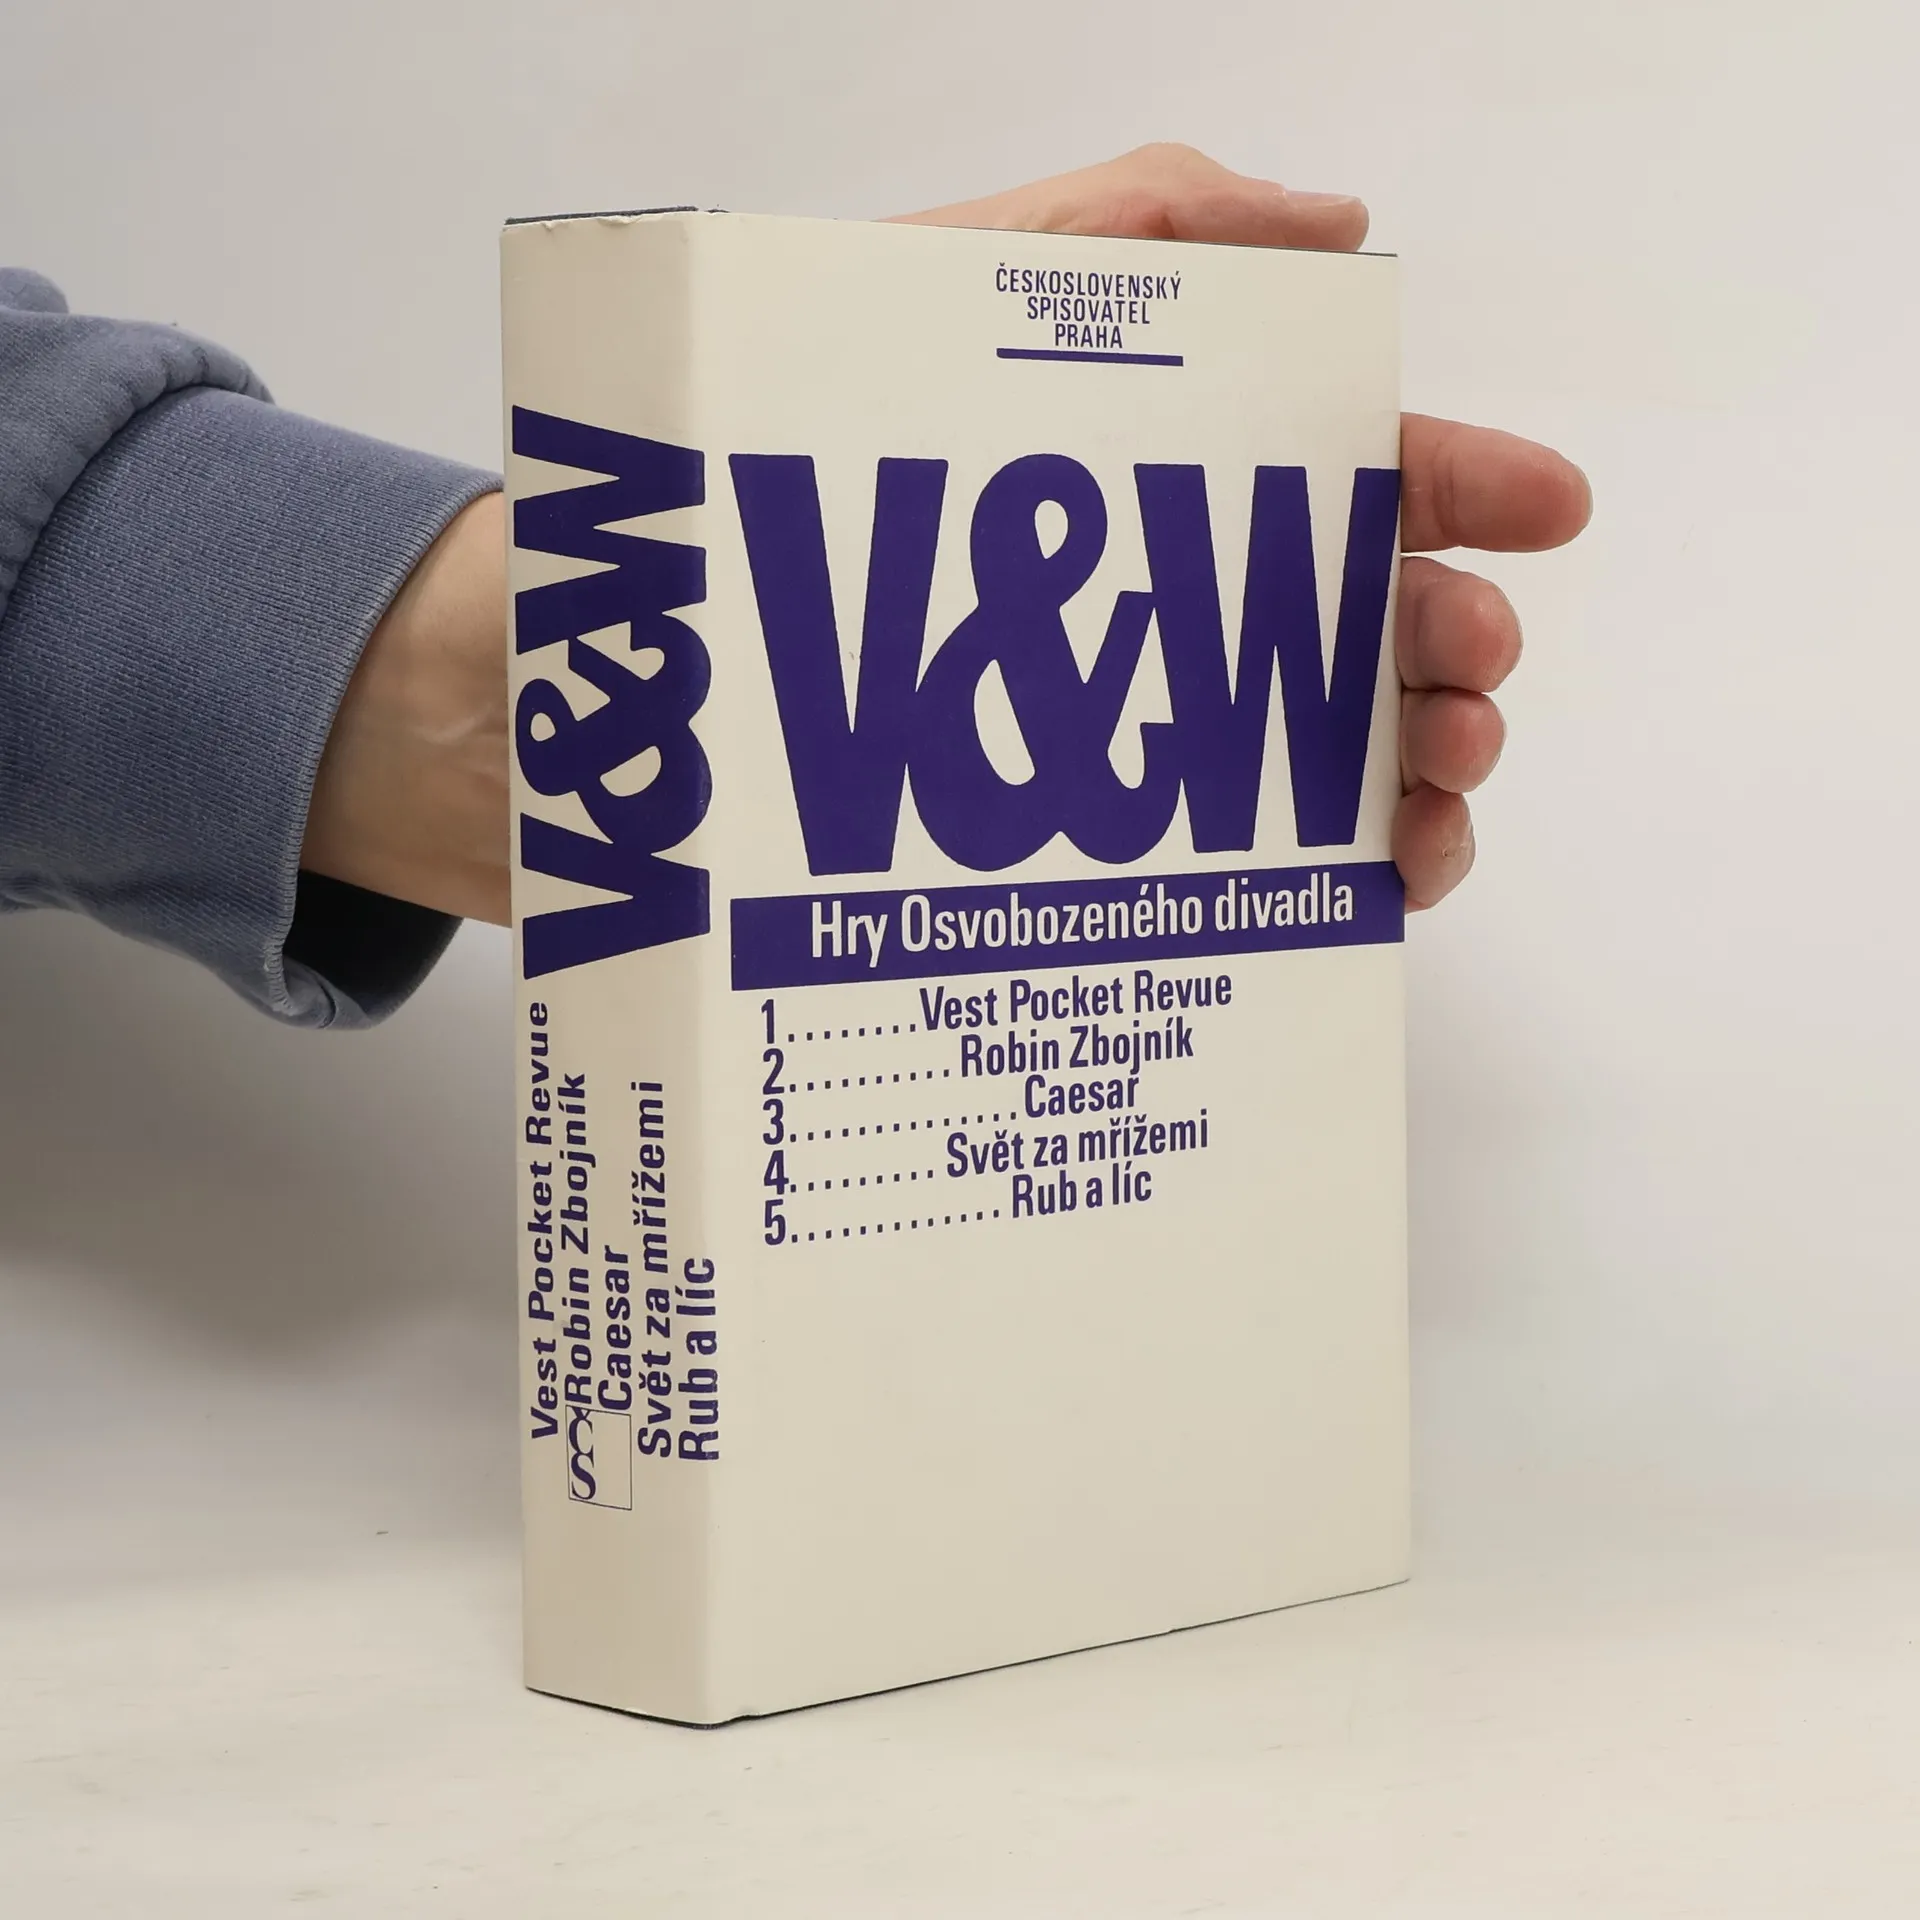 ČESKOSLOVENSKÝ
SPISOVATEL
PRAHA
V&W
Hry Osvobozeného divadla
1........Vest Pocket Revue
2..........Robin Zbojník
3..............Caesar
4.........Svět za mřížemi
5.............Rub a líc
V&W
Vest Pocket Revue
Robin Zbojník
Caesar
Svět za mřížemi
Rub a líc
ČS